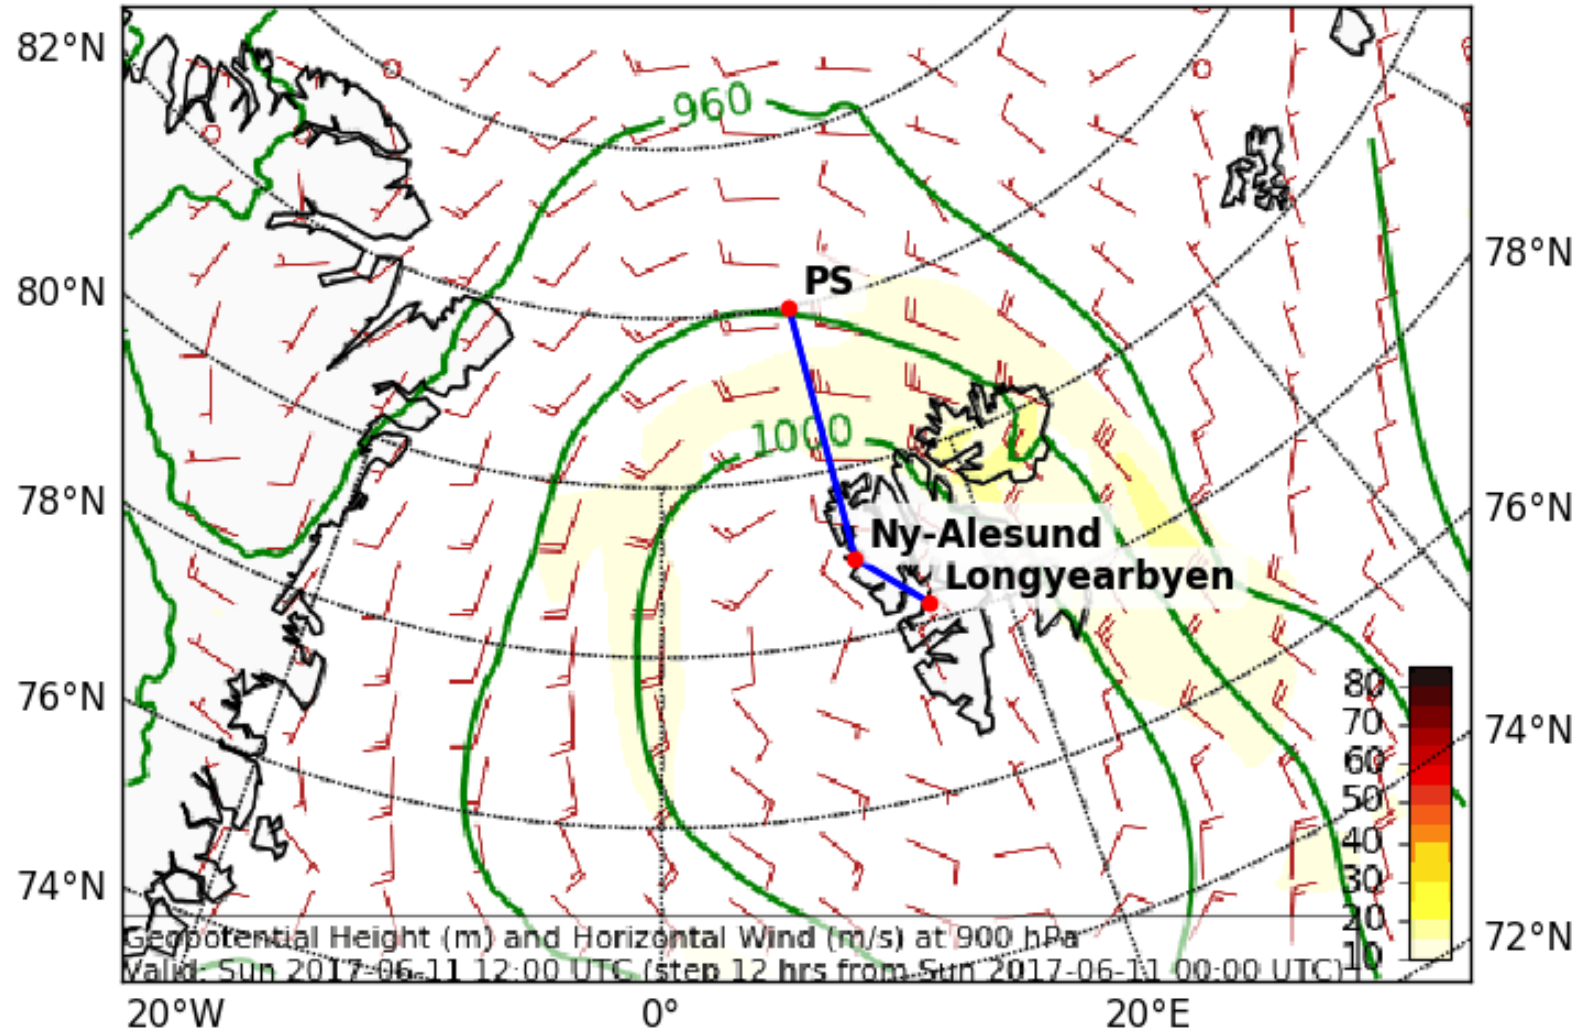 82°N
80°N
78°N
76°N
74°N
960
PS
1000
Ny-Alesund
Longyearbyen
78°N
76°N
74°N
72°N
80
70
60
50
40
30
20
10
Geopotential Height (m) and Horizontal Wind (m/s) at 900 hPa
Valid: Sun 2017-06-11 12:00 UTC (step 12 hrs from Sun 2017-06-11 00:00 UTC)
20°W
0°
20°E